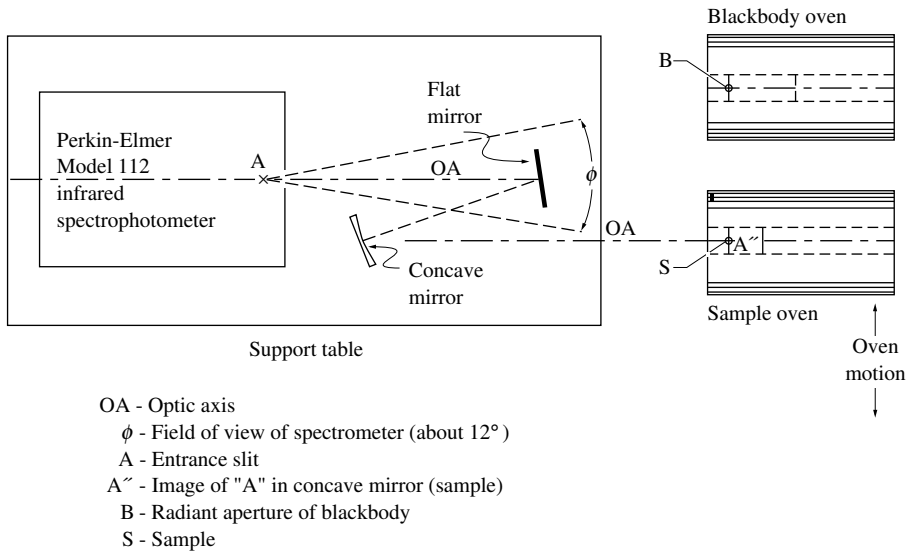 Blackbody oven
B
Flat
mirror
Perkin-Elmer
Model 112
infrared
spectrophotometer
A
OA
ϕ
OA
A″
S
Concave
mirror
Sample oven
Support table
Oven
motion
OA - Optic axis
ϕ - Field of view of spectrometer (about 12°)
A - Entrance slit
A″ - Image of "A" in concave mirror (sample)
B - Radiant aperture of blackbody
S - Sample